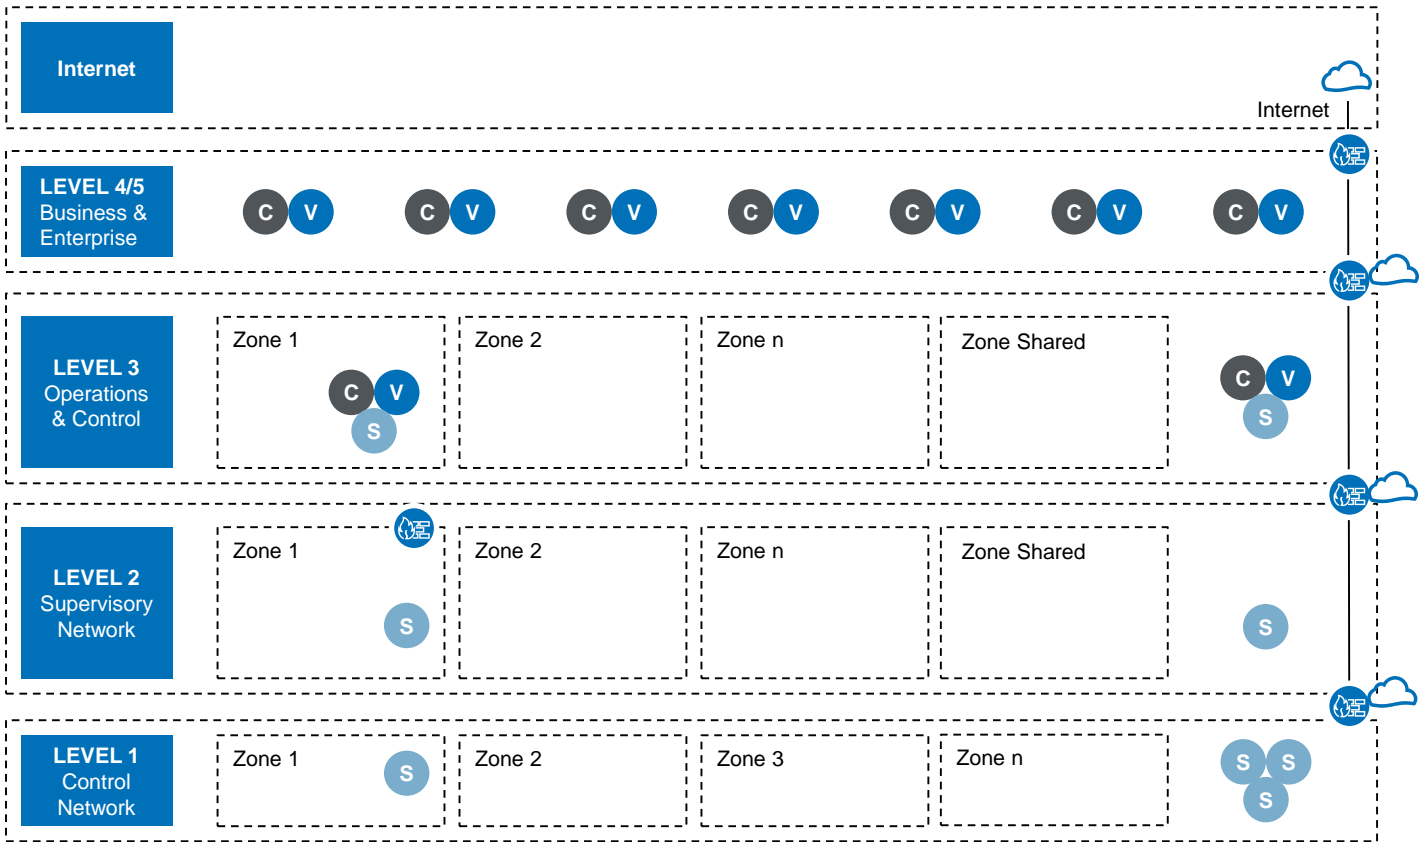 Internet
Internet
LEVEL 4/5
Business &
Enterprise
C V C V C V C V C V C V C V
LEVEL 3
Operations
& Control
Zone 1
C V
S
Zone 2
Zone n
Zone Shared
C V
S
LEVEL 2
Supervisory
Network
Zone 1
S
Zone 2
Zone n
Zone Shared
S
LEVEL 1
Control
Network
Zone 1
S
Zone 2
Zone 3
Zone n
S S
S